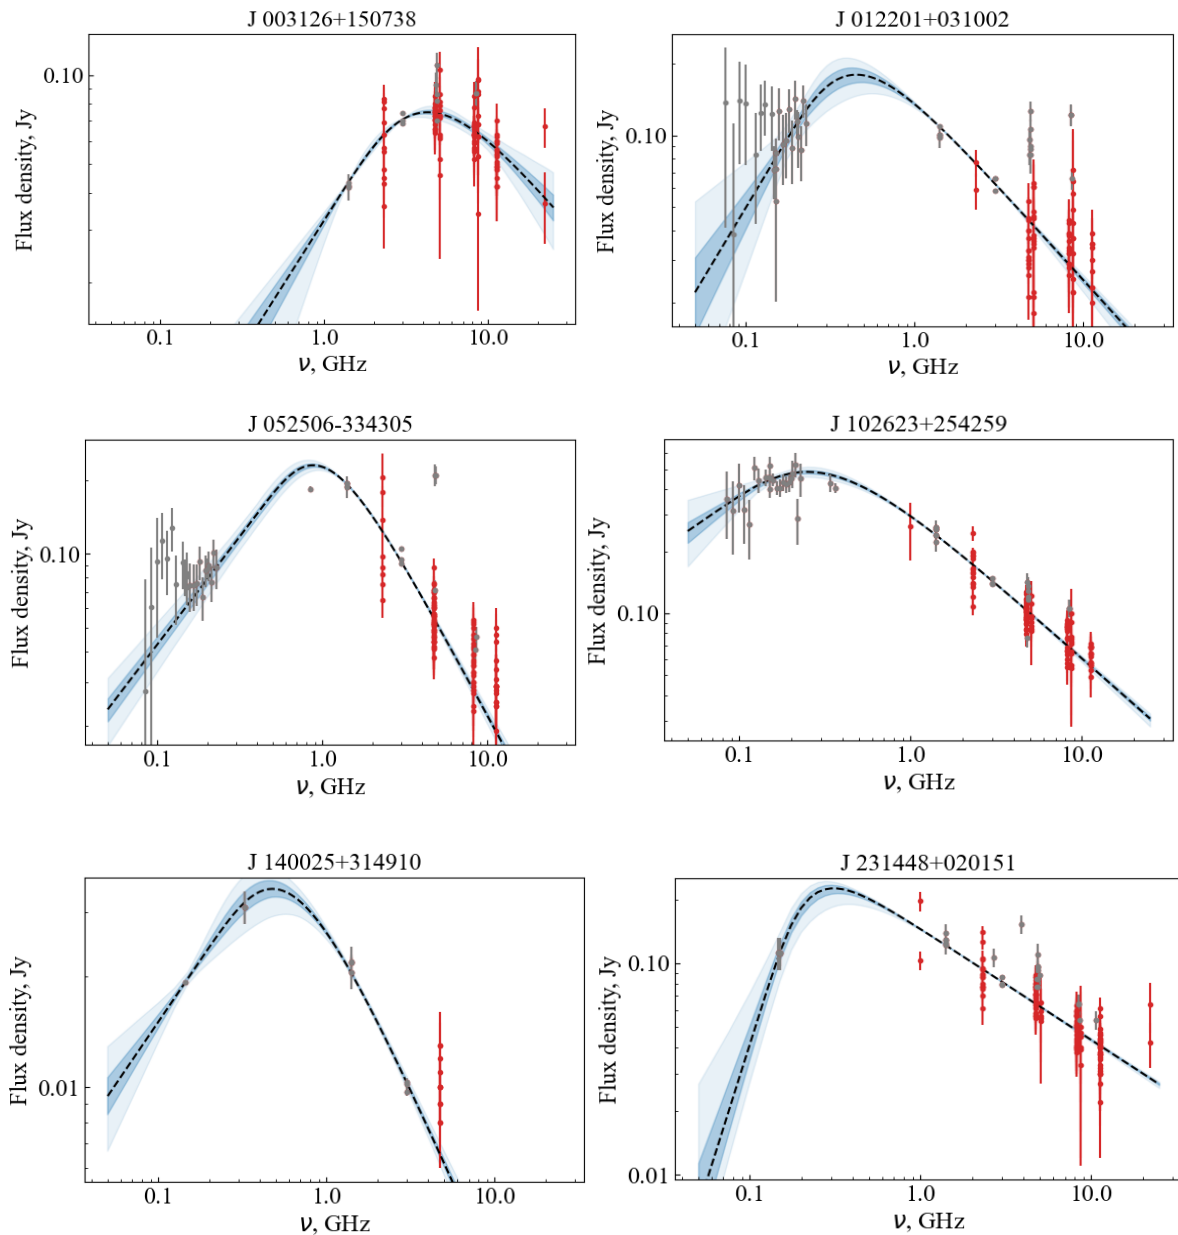 J 003126+150738
Flux density, Jy
0.10
0.1 1.0 10.0
ν, GHz
J 012201+031002
Flux density, Jy
0.10
0.1 1.0 10.0
ν, GHz
J 052506-334305
Flux density, Jy
0.10
0.1 1.0 10.0
ν, GHz
J 102623+254259
Flux density, Jy
0.10
0.1 1.0 10.0
ν, GHz
J 140025+314910
Flux density, Jy
0.01
0.1 1.0 10.0
ν, GHz
J 231448+020151
Flux density, Jy
0.10
0.01
0.1 1.0 10.0
ν, GHz